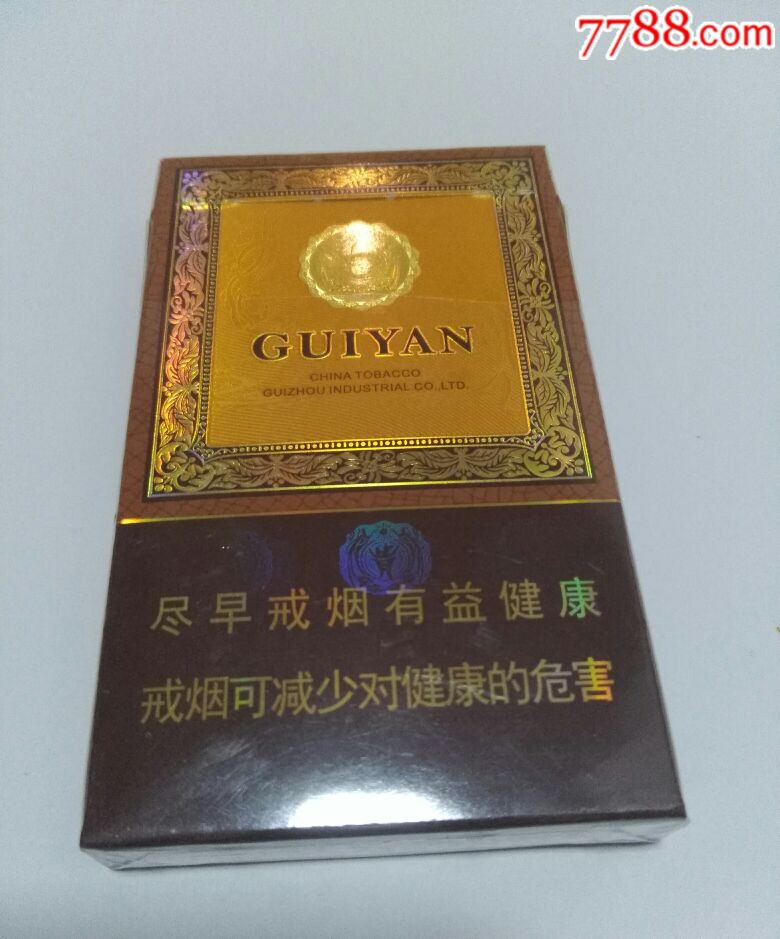 7788.com
GUIYAN
CHINA TOBACCO
GUIZHOU INDUSTRIAL CO.,LTD.
尽早戒烟有益健康
戒烟可减少对健康的危害